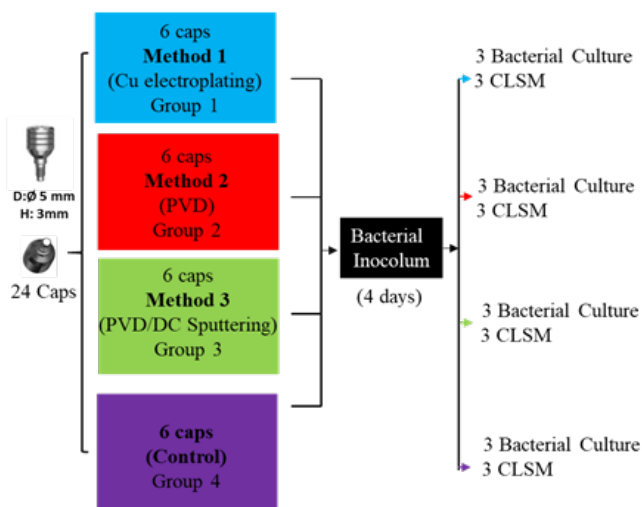 D:Ø 5 mm
H: 3mm
24 Caps
6 caps
Method 1
(Cu electroplating)
Group 1
6 caps
Method 2
(PVD)
Group 2
6 caps
Method 3
(PVD/DC Sputtering)
Group 3
6 caps
(Control)
Group 4
Bacterial
Inocolum
(4 days)
3 Bacterial Culture
3 CLSM
3 Bacterial Culture
3 CLSM
3 Bacterial Culture
3 CLSM
3 Bacterial Culture
3 CLSM